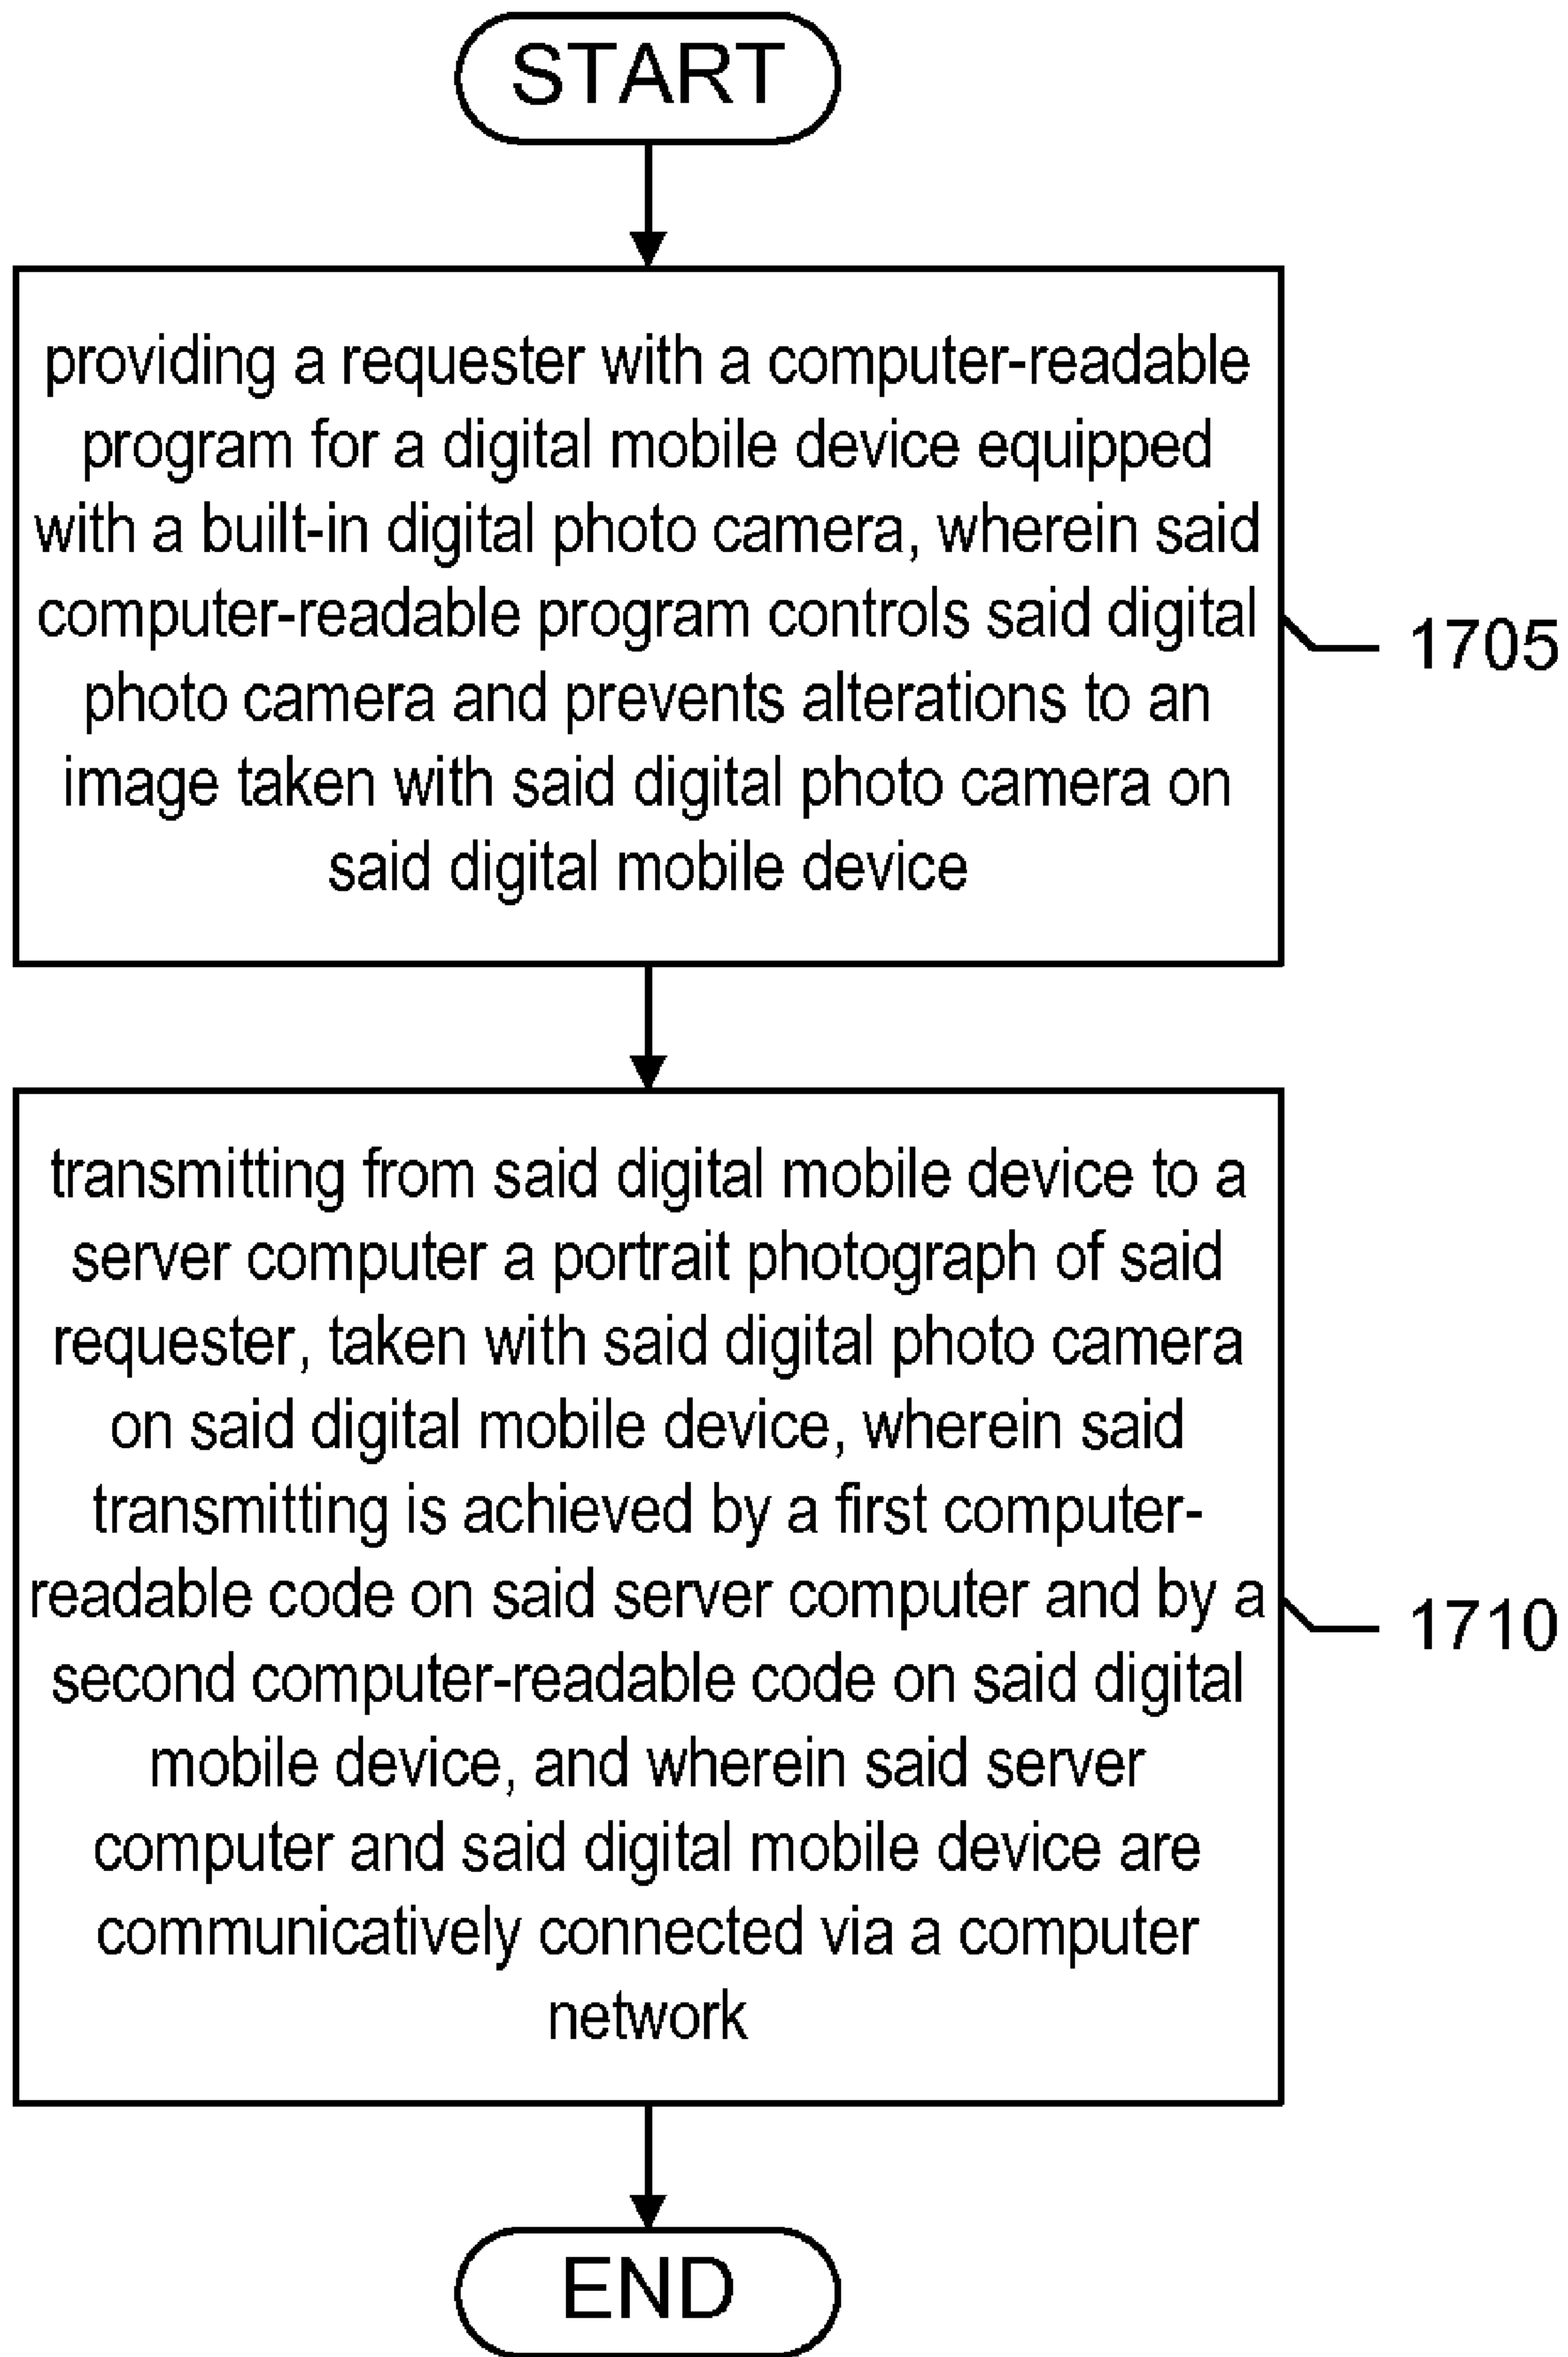 START
providing a requester with a computer-readable
program for a digital mobile device equipped
with a built-in digital photo camera, wherein said
computer-readable program controls said digital
photo camera and prevents alterations to an
image taken with said digital photo camera on
said digital mobile device
1705
transmitting from said digital mobile device to a
server computer a portrait photograph of said
requester, taken with said digital photo camera
on said digital mobile device, wherein said
transmitting is achieved by a first computer-
readable code on said server computer and by a
second computer-readable code on said digital
mobile device, and wherein said server
computer and said digital mobile device are
communicatively connected via a computer
network
1710
END